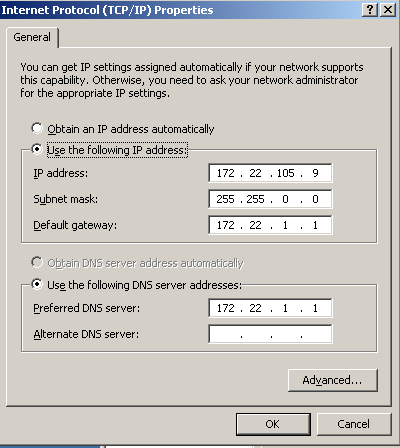 Internet Protocol (TCP/IP) Properties
General
You can get IP settings assigned automatically if your network supports
this capability. Otherwise, you need to ask your network administrator
for the appropriate IP settings.
Obtain an IP address automatically
Use the following IP address:
IP address: 172 . 22 . 105 . 9
Subnet mask: 255 . 255 . 0 . 0
Default gateway: 172 . 22 . 1 . 1
Obtain DNS server address automatically
Use the following DNS server addresses:
Preferred DNS server: 172 . 22 . 1 . 1
Alternate DNS server: . . .
Advanced...
OK Cancel